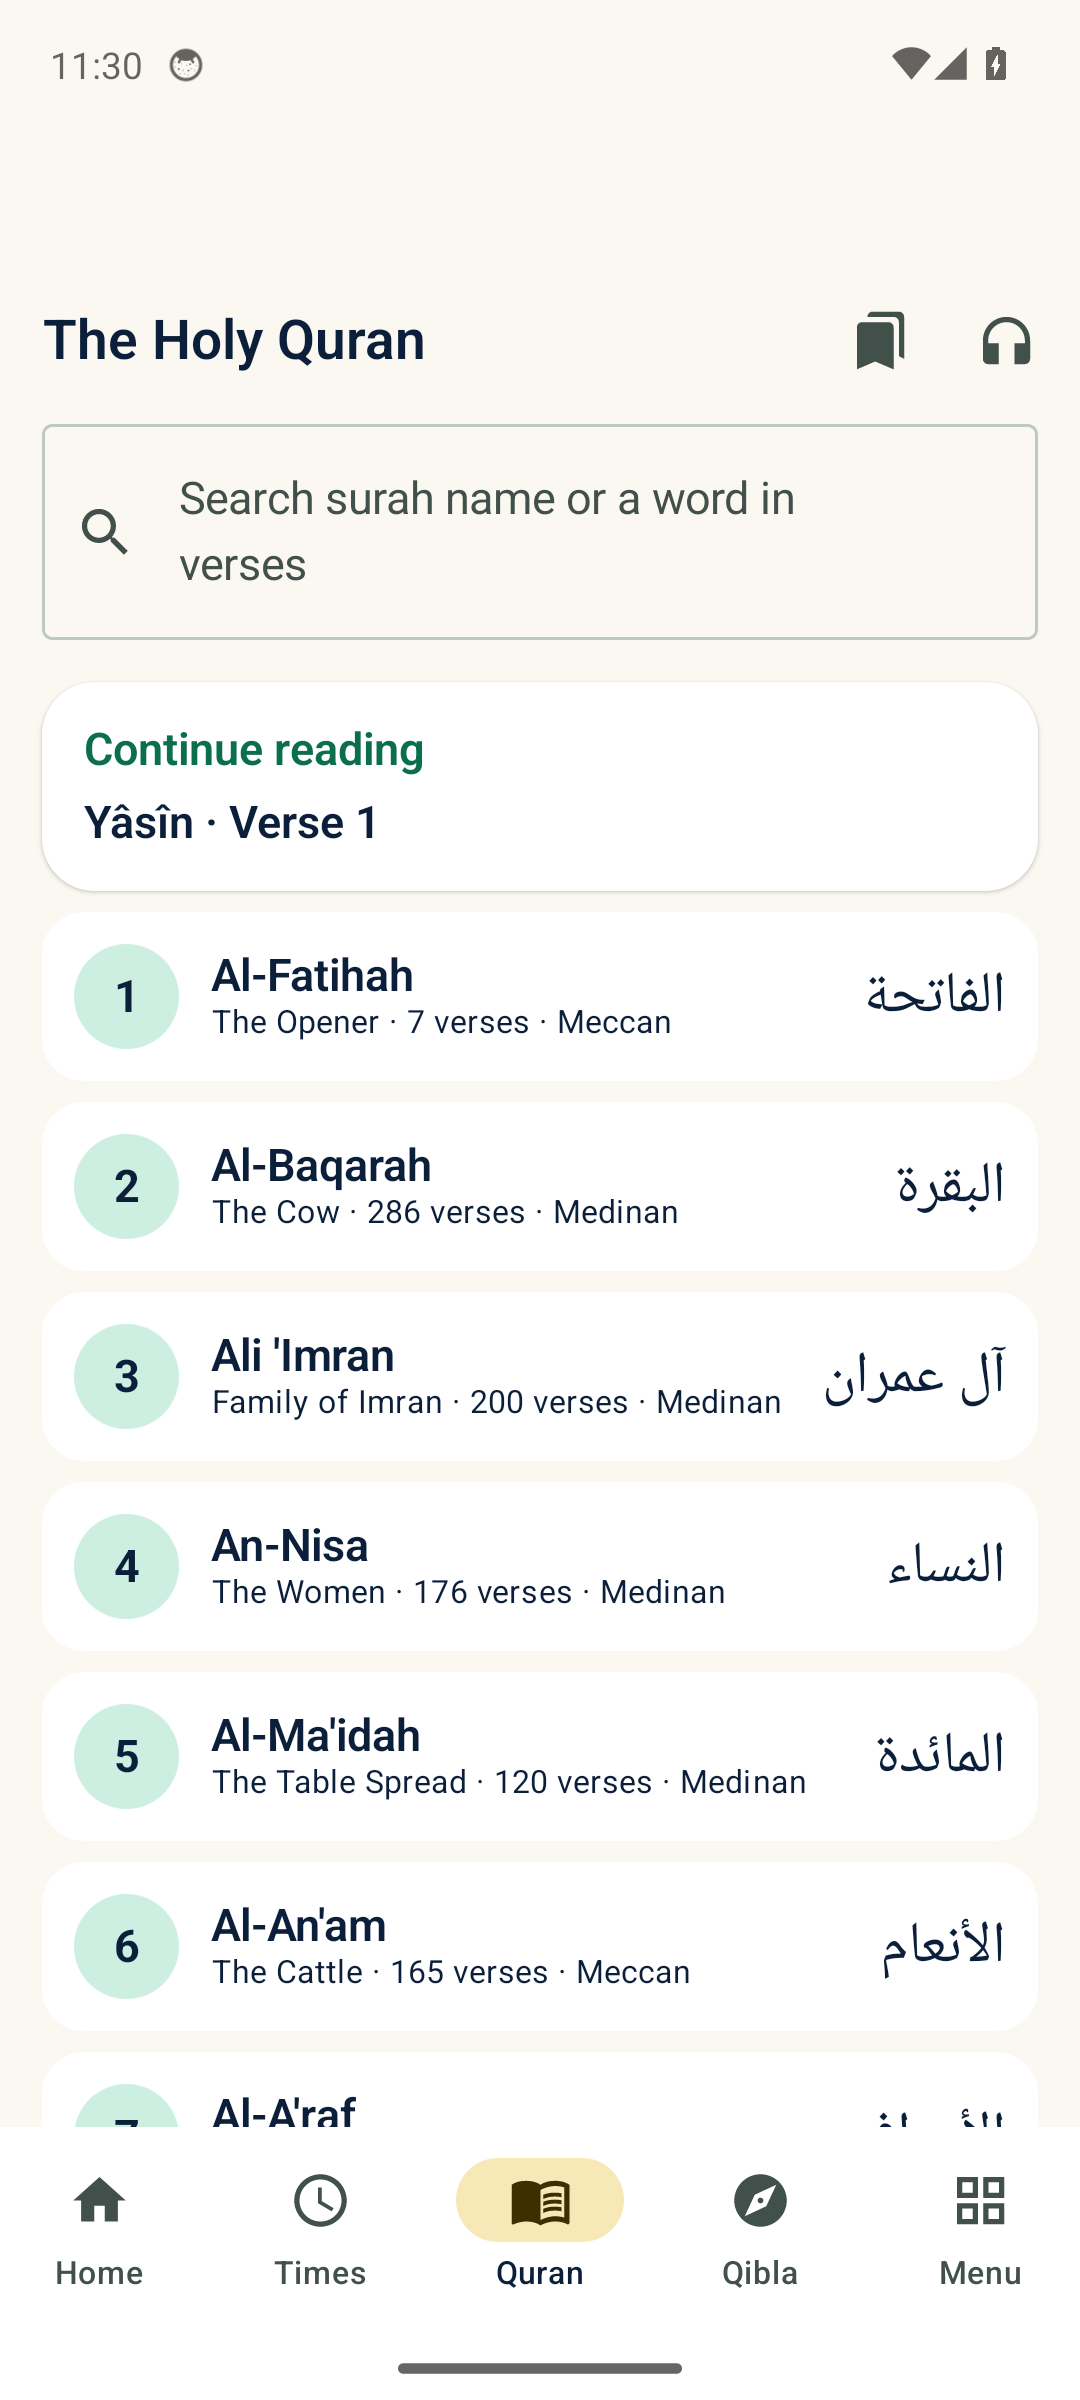 11:30
The Holy Quran
Search surah name or a word in
verses
Continue reading
Yâsîn · Verse 1
1
Al-Fatihah
الفاتحة
The Opener · 7 verses · Meccan
2
Al-Baqarah
البقرة
The Cow · 286 verses · Medinan
3
Ali 'Imran
آل عمران
Family of Imran · 200 verses · Medinan
4
An-Nisa
النساء
The Women · 176 verses · Medinan
5
Al-Ma'idah
المائدة
The Table Spread · 120 verses · Medinan
6
Al-An'am
الأنعام
The Cattle · 165 verses · Meccan
Al-A'raf
Home
Times
Quran
Qibla
Menu